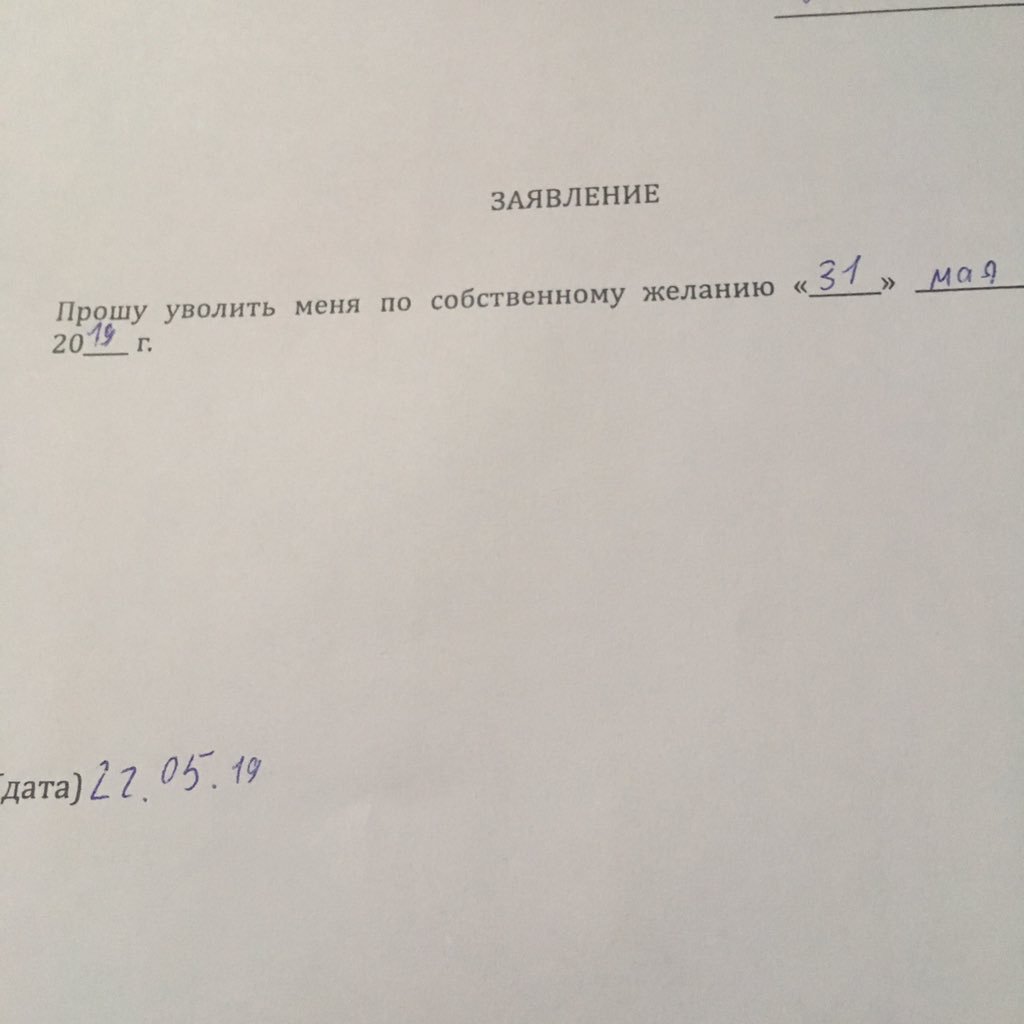 ЗАЯВЛЕНИЕ
Прошу уволить меня по собственному желанию «31» мая
2019 г.
(дата) 22.05.19